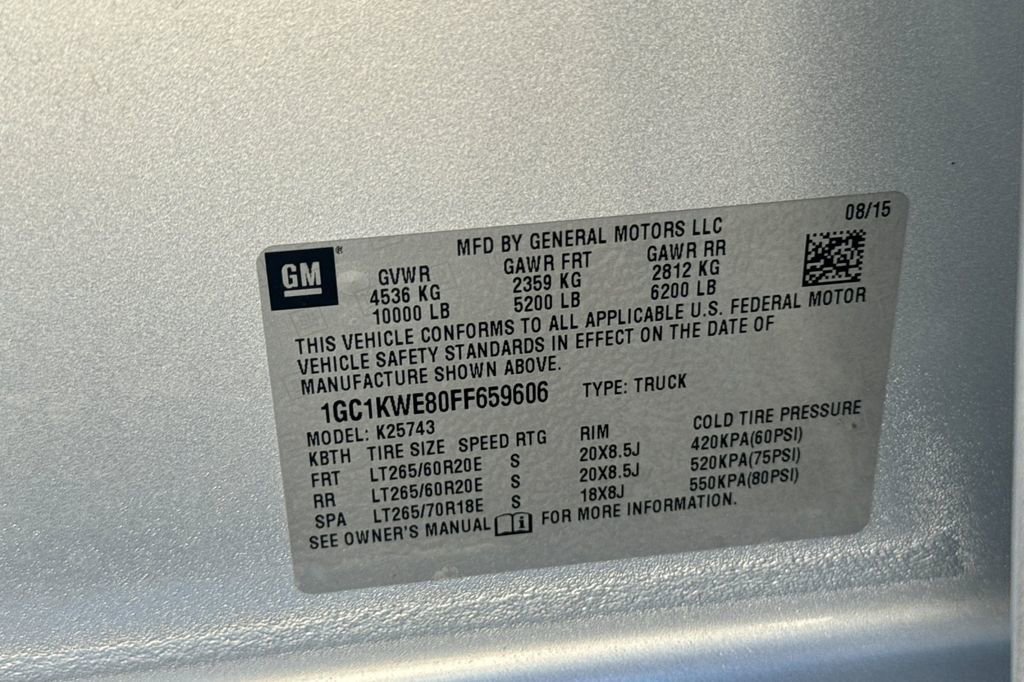 08/15
GM®
MFD BY GENERAL MOTORS LLC
GVWR GAWR FRT GAWR RR
4536 KG 2359 KG 2812 KG
10000 LB 5200 LB 6200 LB
THIS VEHICLE CONFORMS TO ALL APPLICABLE U.S. FEDERAL MOTOR
VEHICLE SAFETY STANDARDS IN EFFECT ON THE DATE OF
MANUFACTURE SHOWN ABOVE.
1GC1KWE80FF659606 TYPE: TRUCK
MODEL: K25743
KBTH TIRE SIZE SPEED RTG RIM COLD TIRE PRESSURE
FRT LT265/60R20E S 20X8.5J 420KPA(60PSI)
RR LT265/60R20E S 20X8.5J 520KPA(75PSI)
SPA LT265/70R18E S 18X8J 550KPA(80PSI)
SEE OWNER'S MANUAL i FOR MORE INFORMATION.